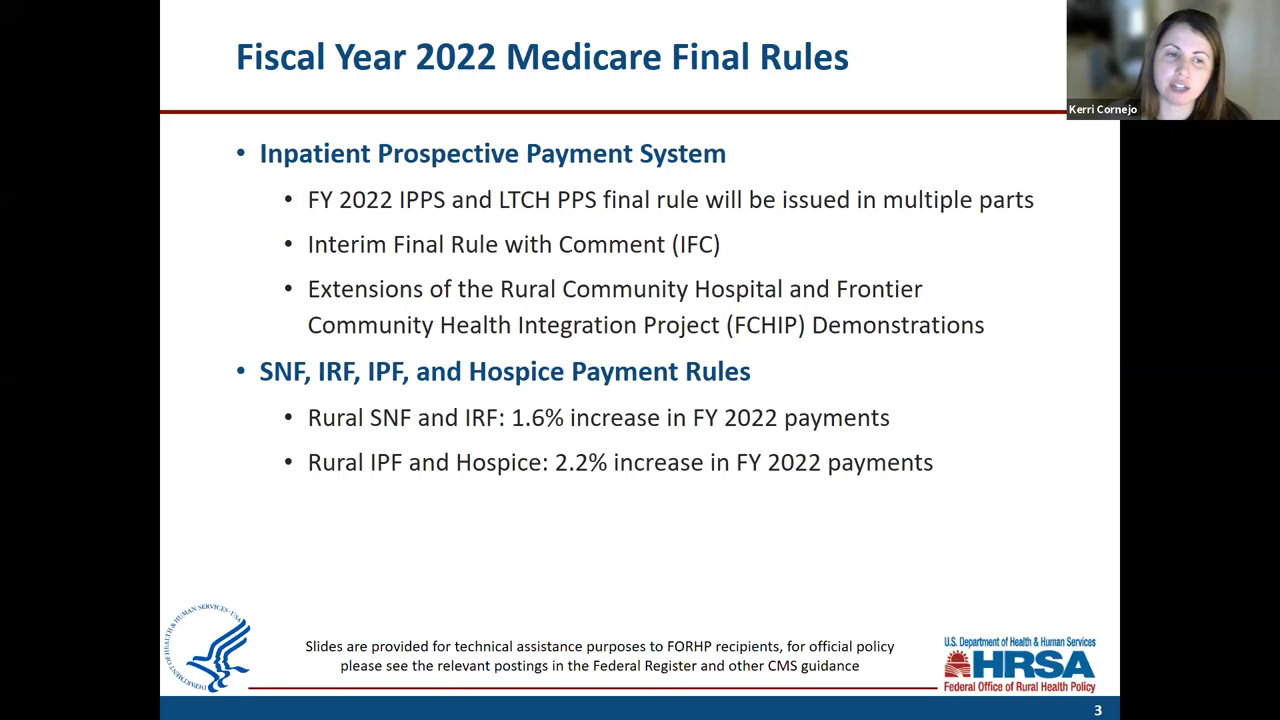 Fiscal Year 2022 Medicare Final Rules
Kerri Cornejo
• Inpatient Prospective Payment System
• FY 2022 IPPS and LTCH PPS final rule will be issued in multiple parts
• Interim Final Rule with Comment (IFC)
• Extensions of the Rural Community Hospital and Frontier
Community Health Integration Project (FCHIP) Demonstrations
• SNF, IRF, IPF, and Hospice Payment Rules
• Rural SNF and IRF: 1.6% increase in FY 2022 payments
• Rural IPF and Hospice: 2.2% increase in FY 2022 payments
DEPARTMENT OF HEALTH & HUMAN SERVICES • USA
Slides are provided for technical assistance purposes to FORHP recipients, for official policy
please see the relevant postings in the Federal Register and other CMS guidance
U.S. Department of Health & Human Services
HRSA
Federal Office of Rural Health Policy
3